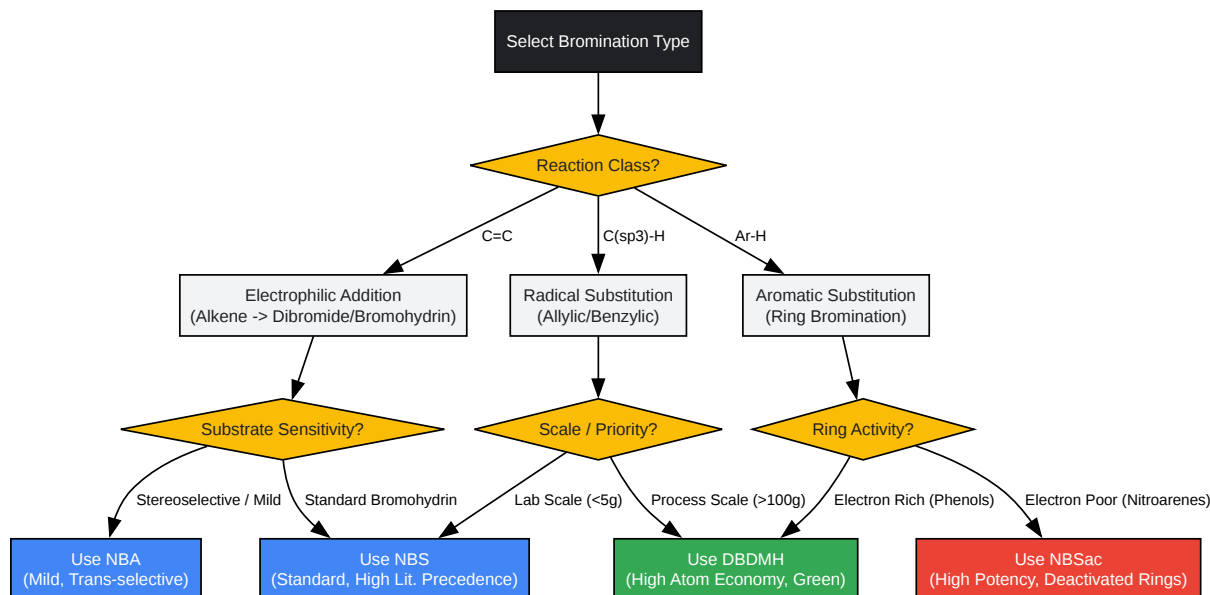 Select Bromination Type
Reaction Class?
C=C
C(sp3)-H
Ar-H
Electrophilic Addition
(Alkene -> Dibromide/Bromohydrin)
Radical Substitution
(Allylic/Benzylic)
Aromatic Substitution
(Ring Bromination)
Substrate Sensitivity?
Scale / Priority?
Ring Activity?
Stereoselective / Mild
Standard Bromohydrin
Lab Scale (<5g)
Process Scale (>100g)
Electron Rich (Phenols)
Electron Poor (Nitroarenes)
Use NBA
(Mild, Trans-selective)
Use NBS
(Standard, High Lit. Precedence)
Use DBDMH
(High Atom Economy, Green)
Use NBSac
(High Potency, Deactivated Rings)